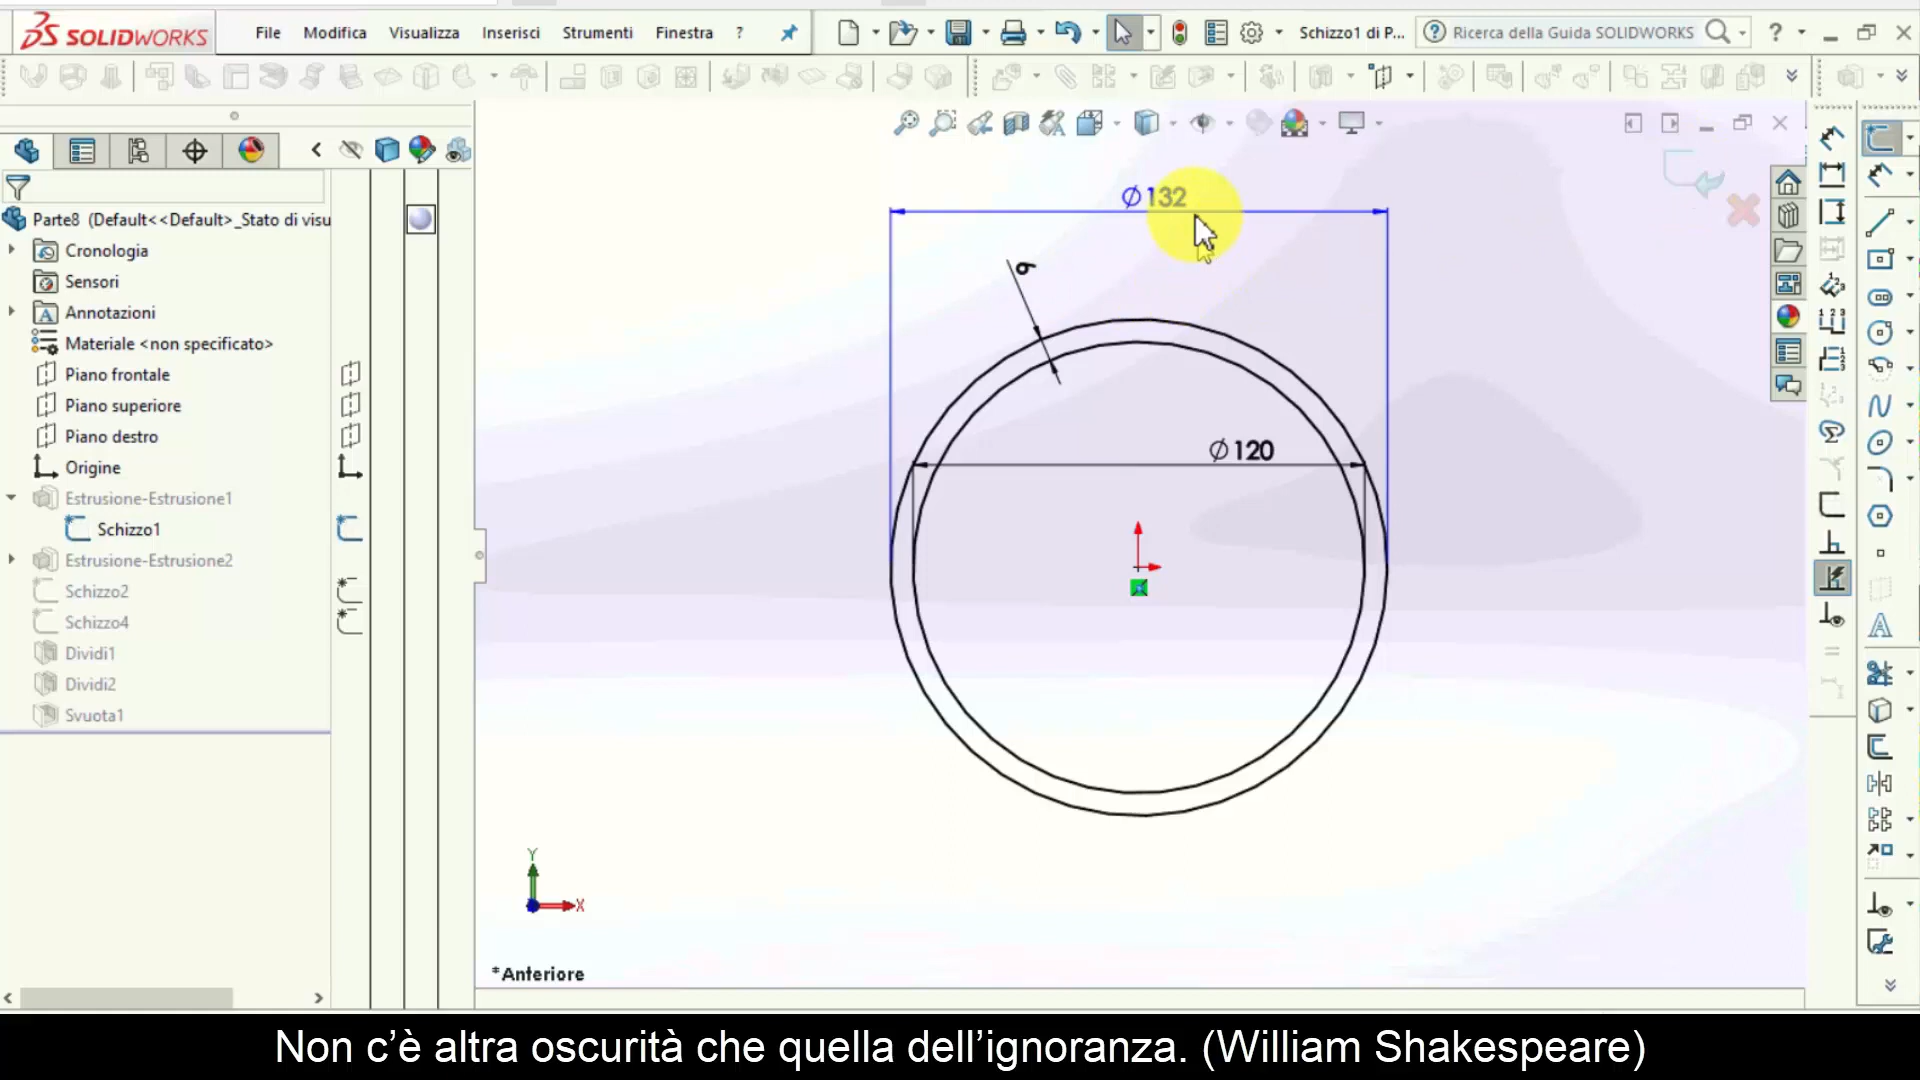 SOLIDWORKS
File Modifica Visualizza Inserisci Strumenti Finestra ?
Schizzo1 di P...
Ricerca della Guida SOLIDWORKS
?
Parte8 (Default<<Default>_Stato di visu
Cronologia
Sensori
Annotazioni
Materiale <non specificato>
Piano frontale
Piano superiore
Piano destro
Origine
Estrusione-Estrusione1
Schizzo1
Estrusione-Estrusione2
Schizzo2
Schizzo4
Dividi1
Dividi2
Svuota1
∅132
6
∅120
Y
X
*Anteriore
Non c’è altra oscurità che quella dell’ignoranza. (William Shakespeare)